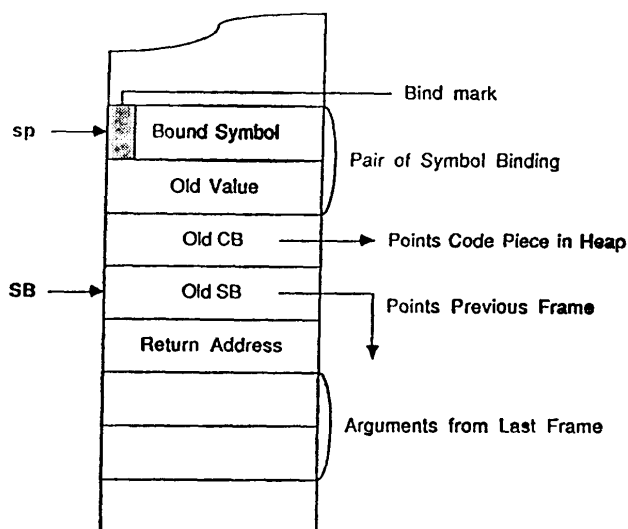 Bind mark
sp
Bound Symbol
Pair of Symbol Binding
Old Value
Old CB
Points Code Piece in Heap
SB
Old SB
Points Previous Frame
Return Address
Arguments from Last Frame